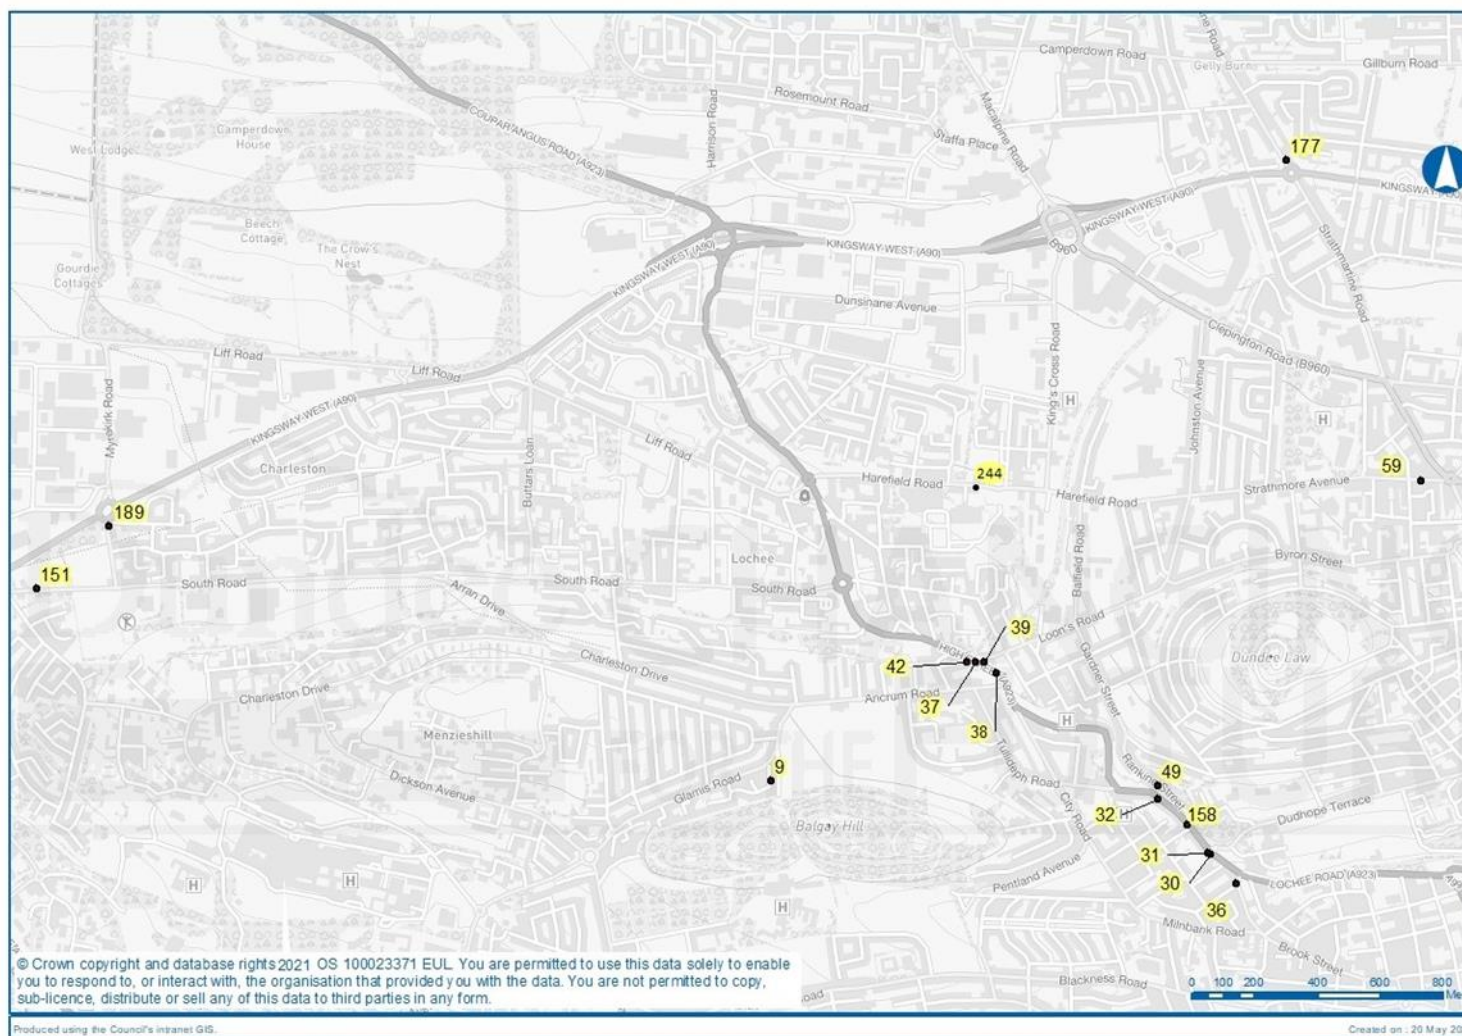 Camperdown Road
Gelly Burn
Gillburn Road
Rosemount Road
Macalpine Road
Harrison Road
Staffa Place
COUPAR ANGUS ROAD (A923)
Camperdown
House
West Lodge
177
KINGSWAY (A90)
KINGSWAY-WEST (A90)
Beech
Cottage
The Crow's
Nest
KINGSWAY-WEST (A90)
KINGSWAY-WEST (A90)
B960
Strathmartine Road
Gourdie
Cottages
Dunsinane Avenue
King's Cross Road
Clepington Road (B960)
Liff Road
Liff Road
Johnston Avenue
H
Myrekirk Road
KINGSWAY-WEST (A90)
H
Liff Road
Buttars Loan
Charleston
59
244
Harefield Road
Harefield Road
Strathmore Avenue
189
Balfield Road
Lochee
Byron Street
151
South Road
South Road
South Road
Arran Drive
39
Loon's Road
Dundee Law
42
HIGH
(A923)
Charleston Drive
Charleston Drive
Ancrum Road
Gardner Street
37
38
H
Menzieshill
Tullideph Road
9
49
Rankine Street
Dickson Avenue
Glamis Road
City Road
32
H
Dudhope Terrace
158
Balgay Hill
31
Pentland Avenue
30
LOCHEE ROAD (A923)
H
H
36
H
Milnbank Road
Brook Street
Blackness Road
© Crown copyright and database rights 2021 OS 100023371 EUL. You are permitted to use this data solely to enable
you to respond to, or interact with, the organisation that provided you with the data. You are not permitted to copy,
sub-licence, distribute or sell any of this data to third parties in any form.
0 100 200 400 600 800
Produced using the Council's intranet GIS.
Created on : 20 May 20